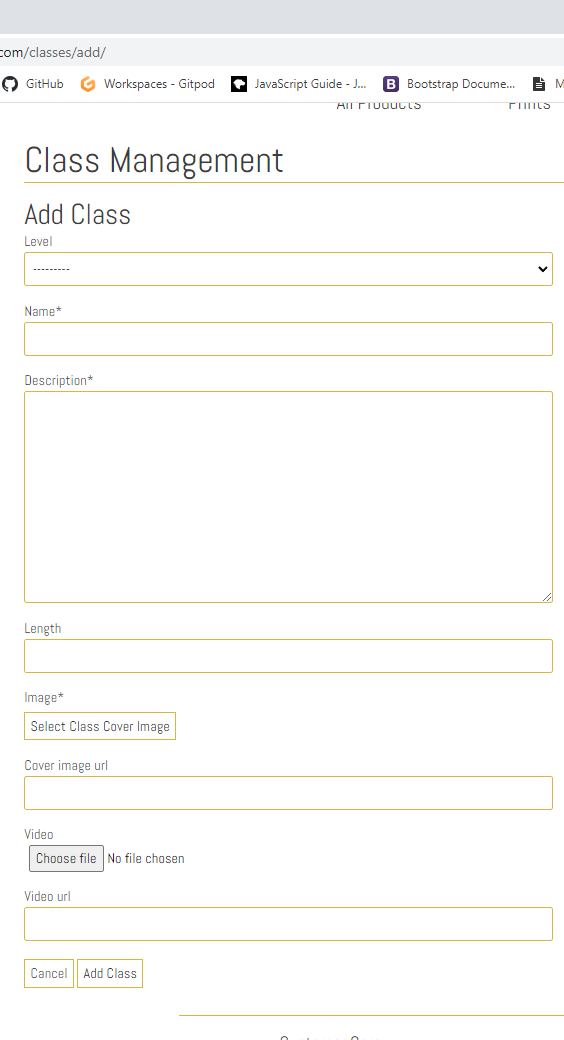 com/classes/add/
GitHub Workspaces - Gitpod JavaScript Guide - J... Bootstrap Docume... M
All Products Prints
Class Management
Add Class
Level
---------
Name*
Description*
Length
Image*
Select Class Cover Image
Cover image url
Video
Choose file No file chosen
Video url
Cancel Add Class